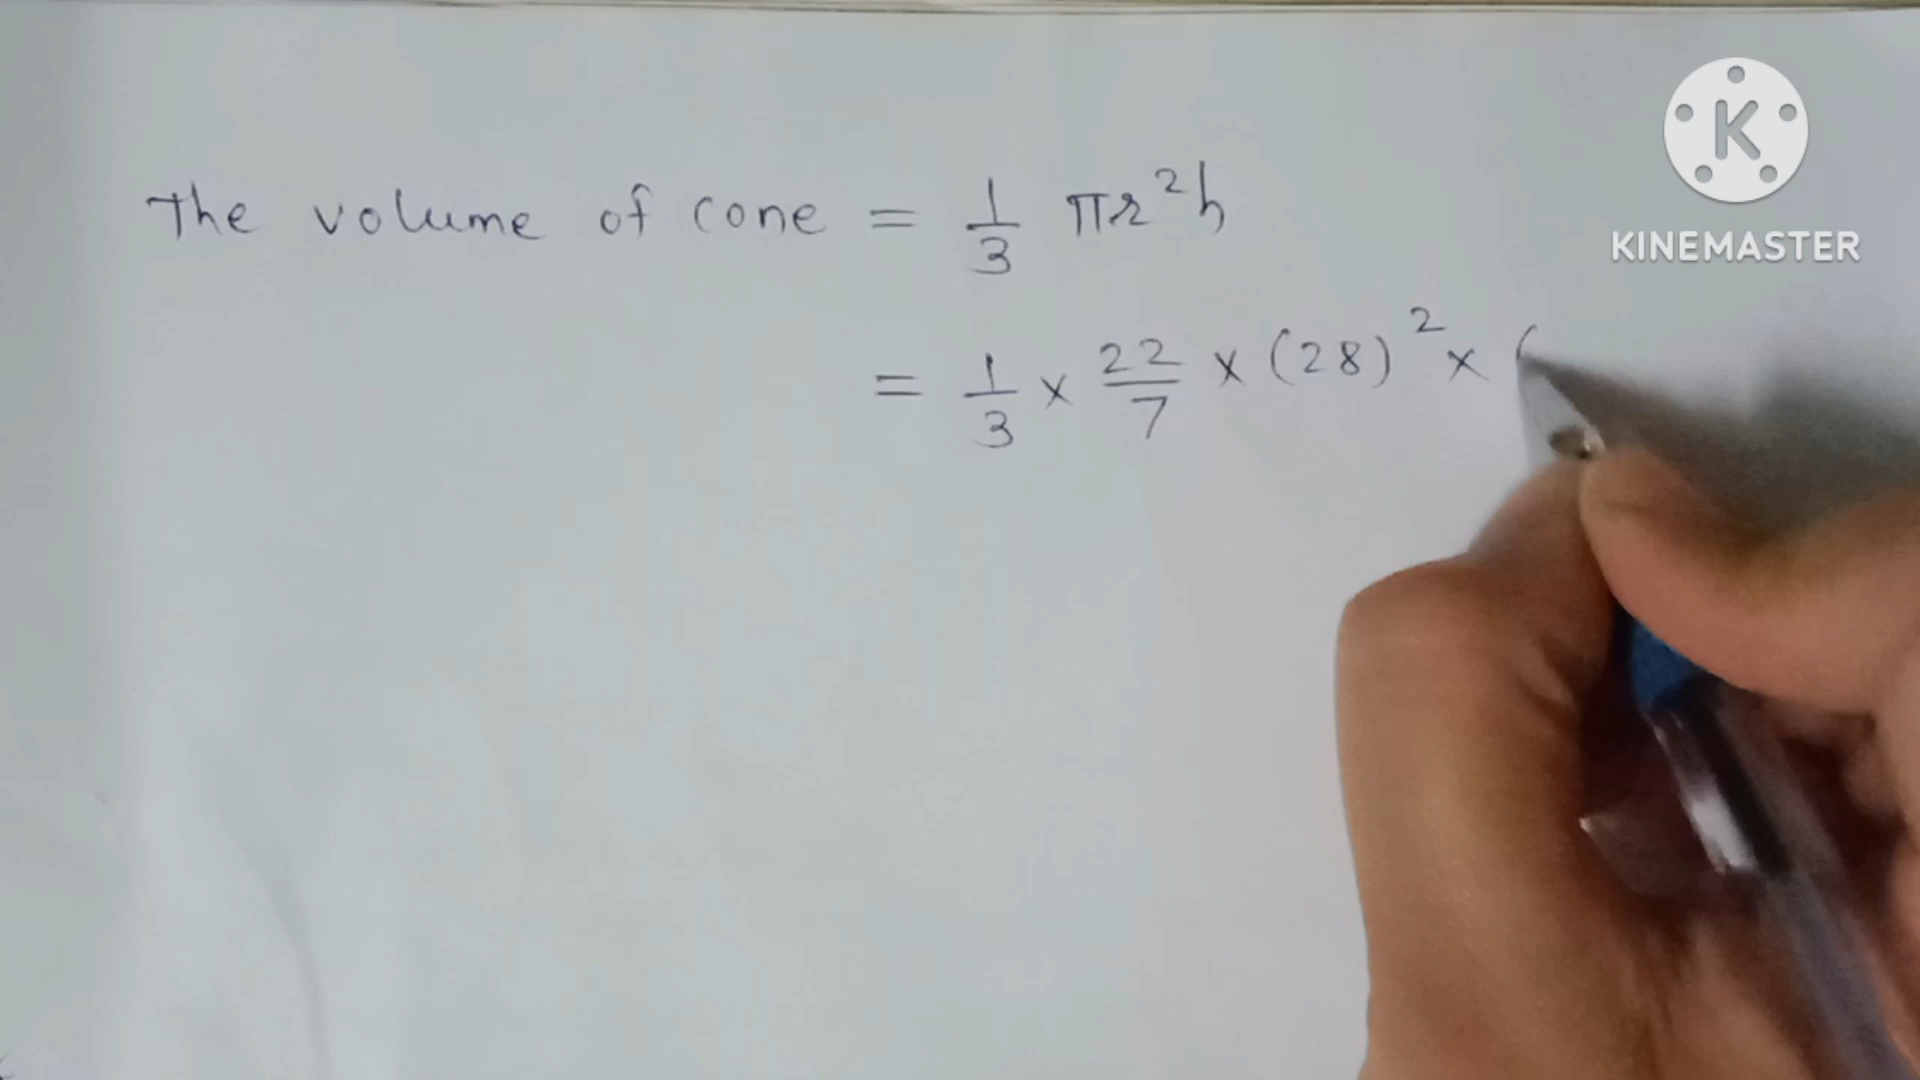 The volume of cone = 1/3 πr²h
= 1/3 × 22/7 × (28)² × (
K
KINEMASTER